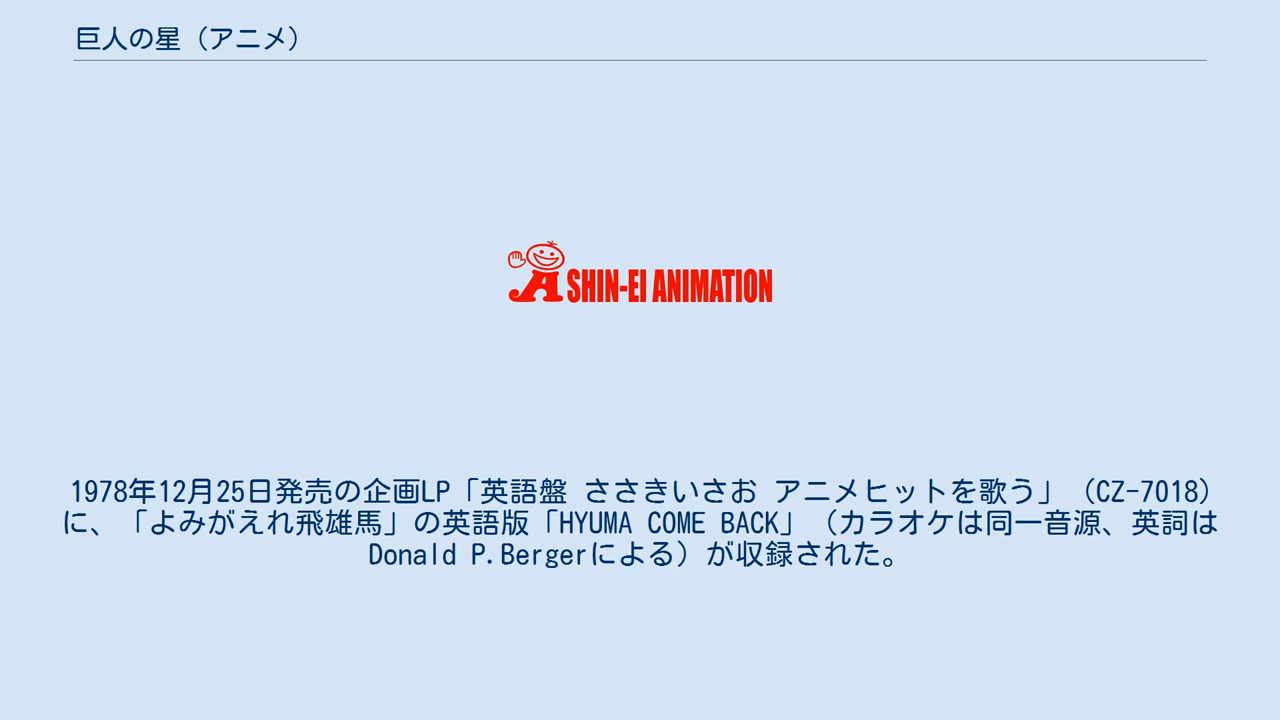 巨人の星（アニメ）
A SHIN-EI ANIMATION
1978年12月25日発売の企画LP「英語盤 ささきいさお アニメヒットを歌う」（CZ-7018）
に、「よみがえれ飛雄馬」の英語版「HYUMA COME BACK」（カラオケは同一音源、英詞は
Donald P.Bergerによる）が収録された。